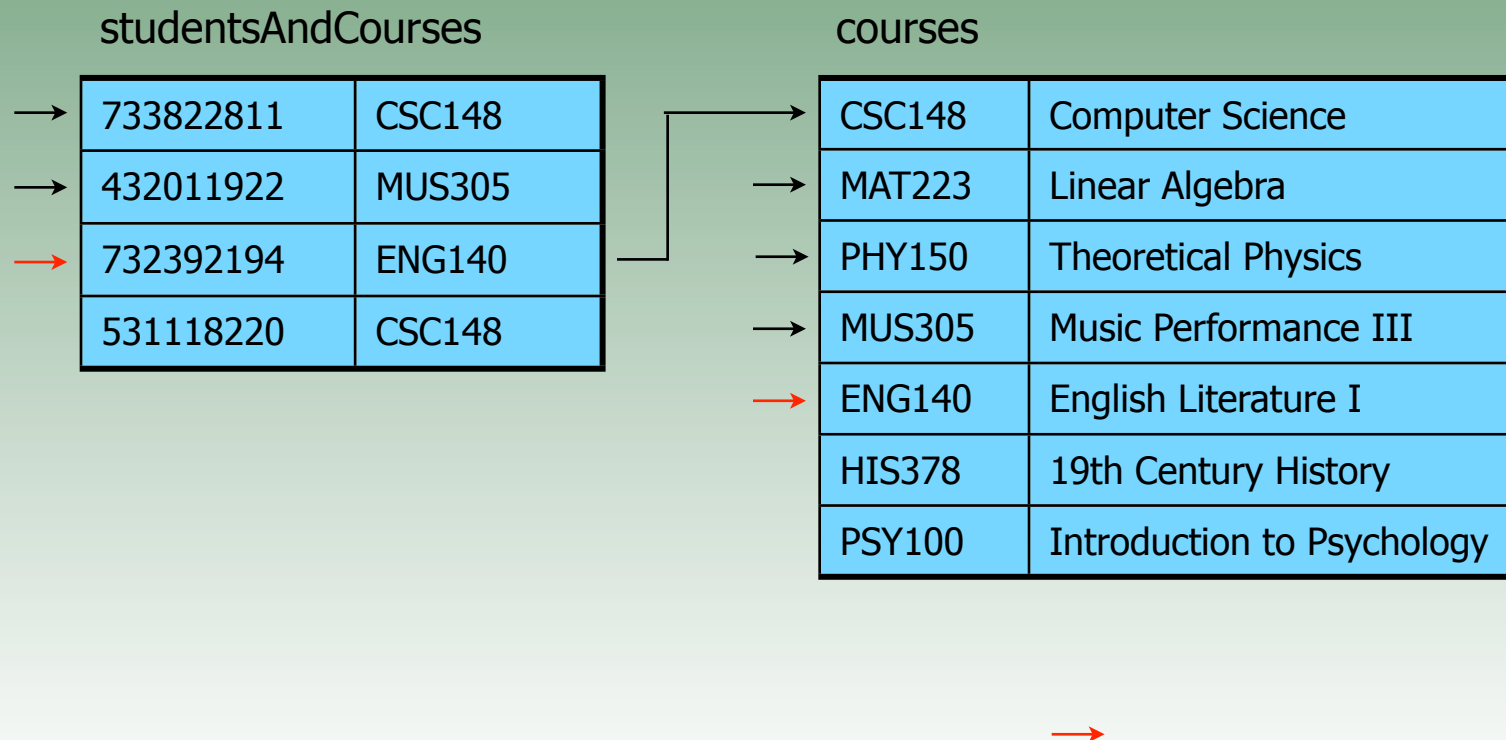 studentsAndCourses
733822811 CSC148
432011922 MUS305
732392194 ENG140
531118220 CSC148
courses
CSC148 Computer Science
MAT223 Linear Algebra
PHY150 Theoretical Physics
MUS305 Music Performance III
ENG140 English Literature I
HIS378 19th Century History
PSY100 Introduction to Psychology